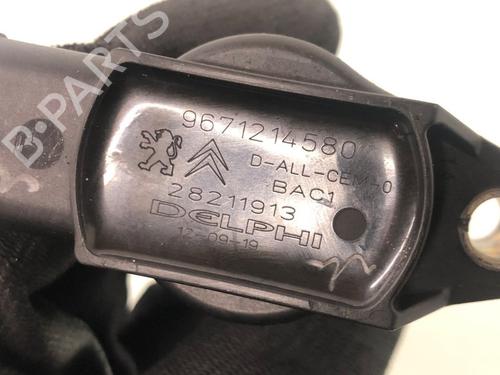 B-PARTS
9671214580
D-ALL-CEM-0
BAC1
28211913
DELPHI
12-09-19